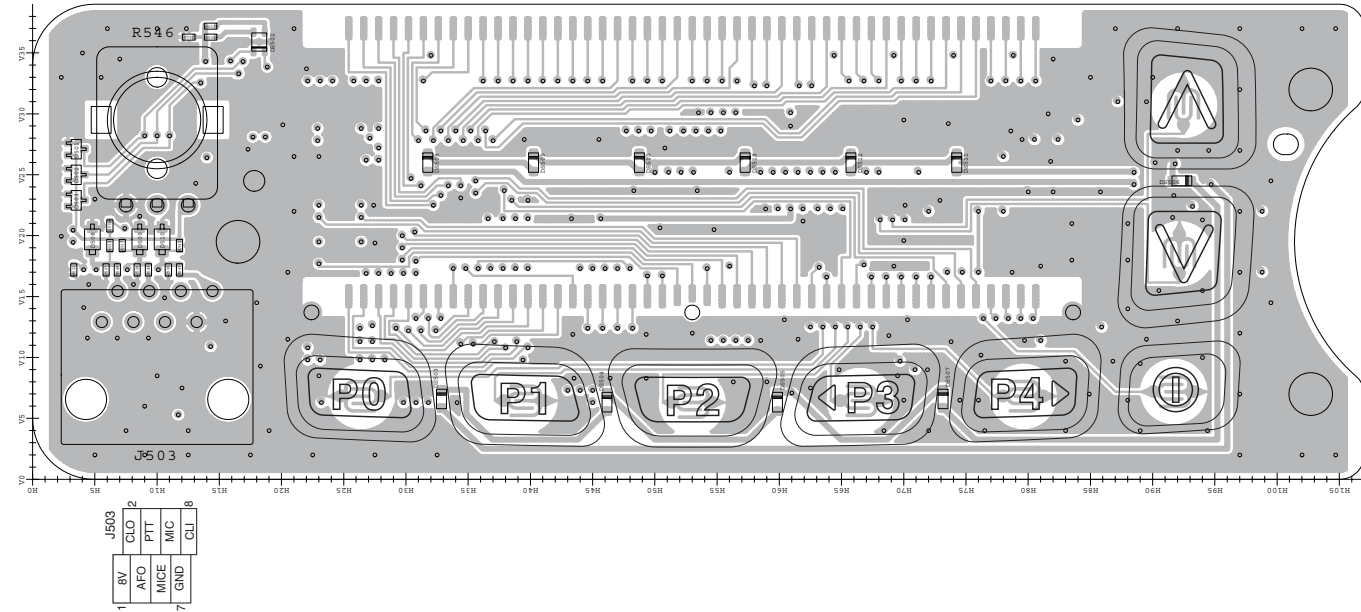 R546
P0
P1
P2
P3
P4
J503
V35
V30
V25
V20
V15
V10
V05
V0
H0
H5
H10
H15
H20
H25
H30
H35
H40
H45
H50
H55
H60
H65
H70
H75
H80
H85
H90
H95
H100
H105
J503
1 8V CLO 2
AFO PTT
MICE MIC
7 GND CLI 8